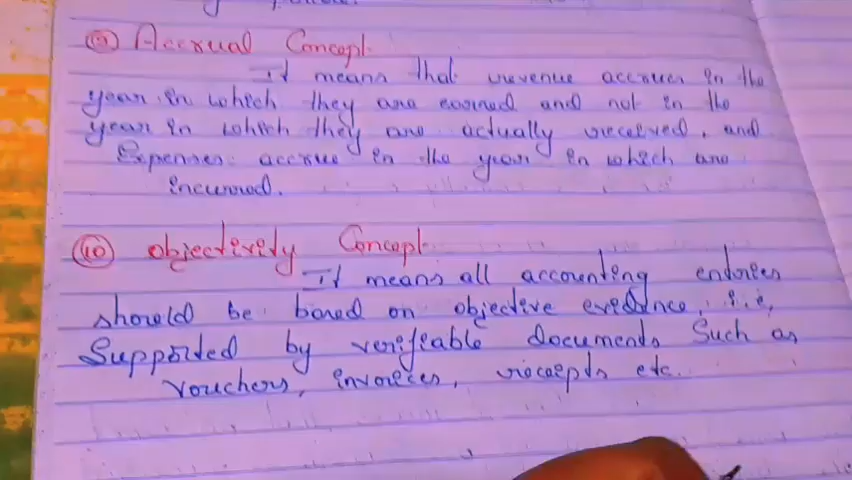 ⑨ Accrual Concept
It means that revenue accrues in the
year in which they are earned and not in the
year in which they are actually received, and
Expenses accrue in the year in which are
incurred.
⑩ Objectivity Concept
It means all accounting entries
should be based on objective evidence, i.e,
Supported by verifiable documents Such as
vouchers, invoices, receipts etc.